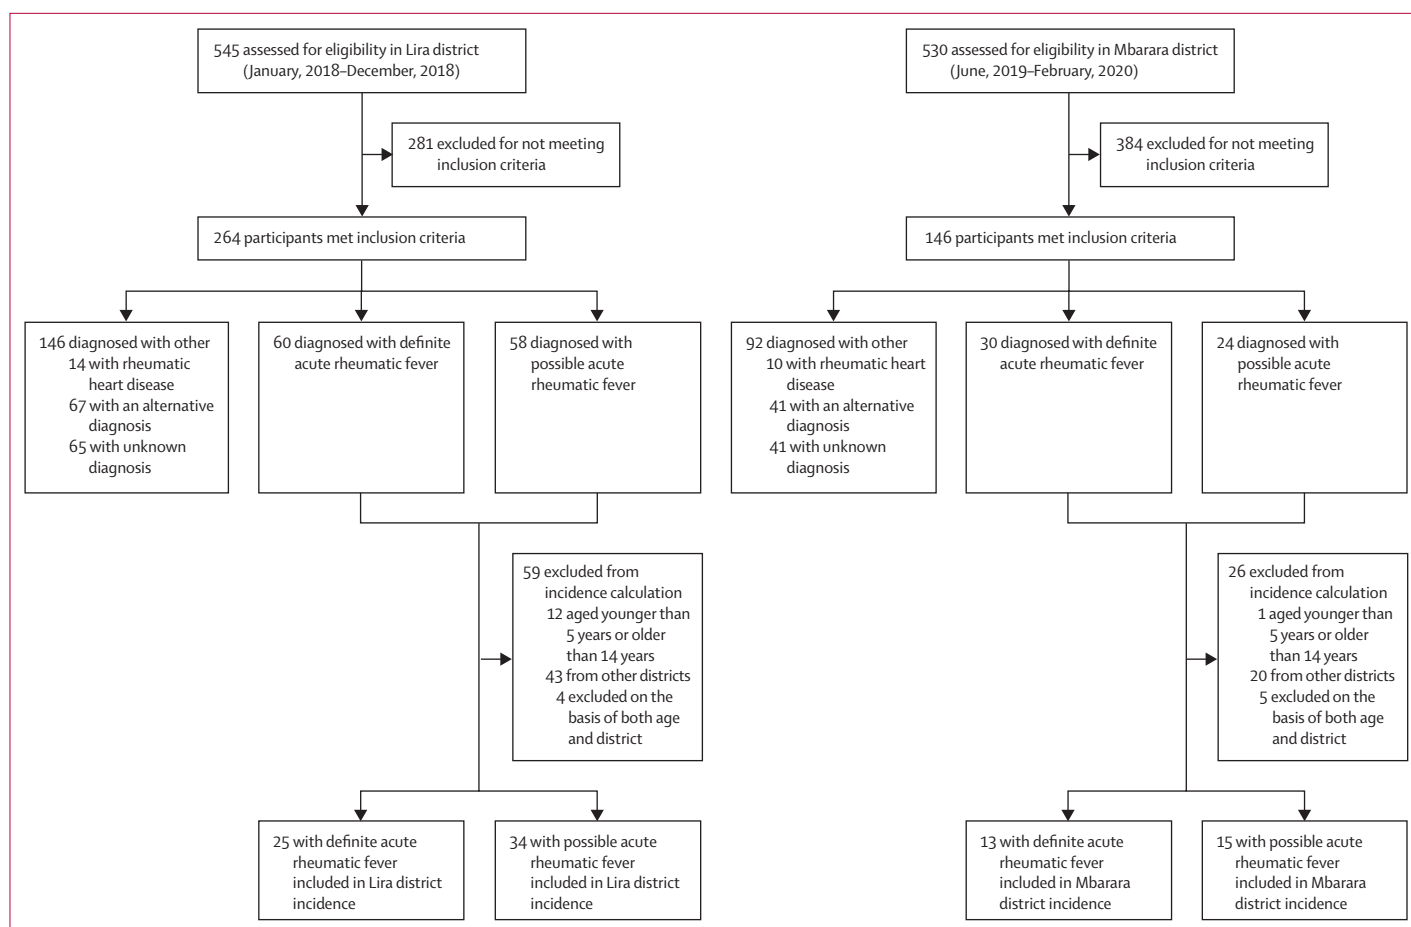 545 assessed for eligibility in Lira district
(January, 2018–December, 2018)
281 excluded for not meeting
inclusion criteria
264 participants met inclusion criteria
146 diagnosed with other
14 with rheumatic
heart disease
67 with an alternative
diagnosis
65 with unknown
diagnosis
60 diagnosed with definite
acute rheumatic fever
58 diagnosed with
possible acute
rheumatic fever
59 excluded from
incidence calculation
12 aged younger than
5 years or older
than 14 years
43 from other districts
4 excluded on the
basis of both age
and district
25 with definite acute
rheumatic fever
included in Lira district
incidence
34 with possible acute
rheumatic fever
included in Lira district
incidence
530 assessed for eligibility in Mbarara district
(June, 2019–February, 2020)
384 excluded for not meeting
inclusion criteria
146 participants met inclusion criteria
92 diagnosed with other
10 with rheumatic heart
disease
41 with an alternative
diagnosis
41 with unknown
diagnosis
30 diagnosed with definite
acute rheumatic fever
24 diagnosed with
possible acute
rheumatic fever
26 excluded from
incidence calculation
1 aged younger than
5 years or older
than 14 years
20 from other districts
5 excluded on the
basis of both age
and district
13 with definite acute
rheumatic fever
included in Mbarara
district incidence
15 with possible acute
rheumatic fever
included in Mbarara
district incidence